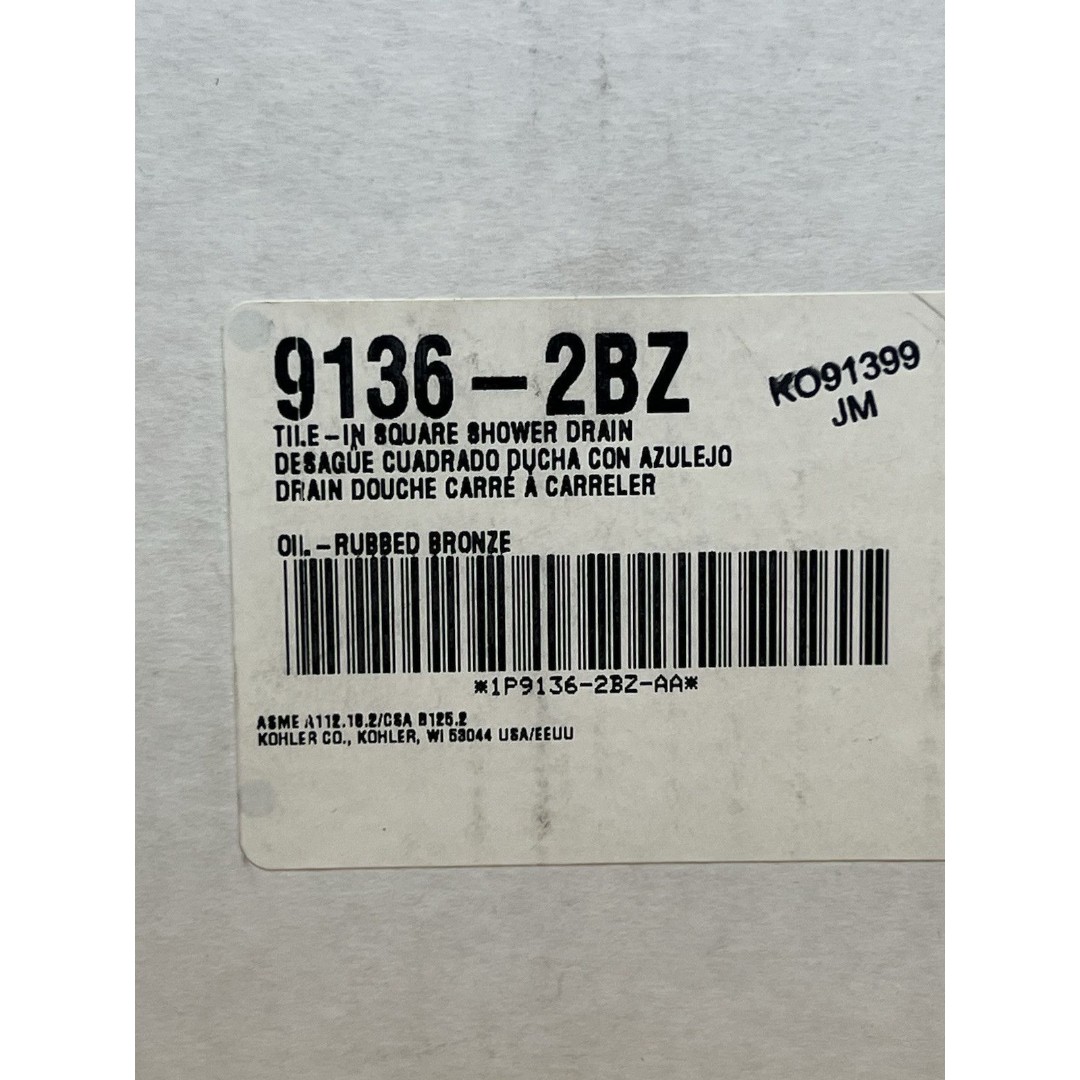 9136-2BZ
KO91399
JM
TILE-IN SQUARE SHOWER DRAIN
DESAGÜE CUADRADO DUCHA CON AZULEJO
DRAIN DOUCHE CARRÉ À CARRELER
OIL-RUBBED BRONZE
*1P9136-2BZ-AA*
ASME A112.18.2/CSA B125.2
KOHLER CO., KOHLER, WI 53044 USA/EEUU